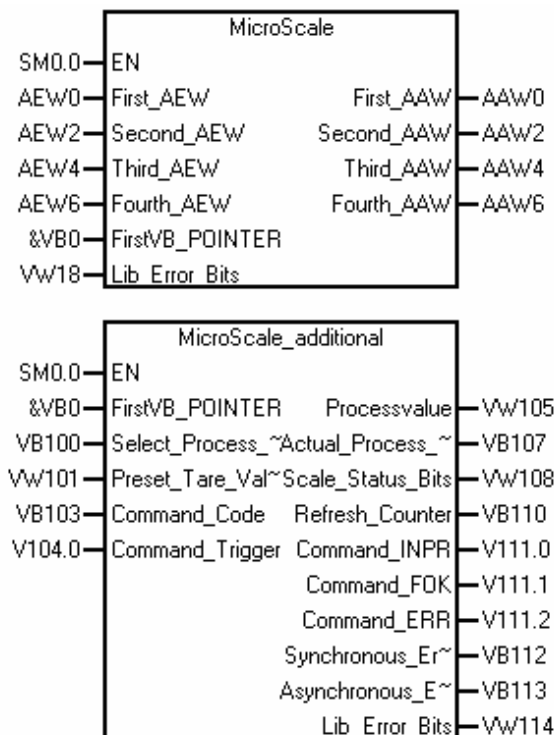 MicroScale
SM0.0 EN
AEW0 First_AEW First_AAW AAW0
AEW2 Second_AEW Second_AAW AAW2
AEW4 Third_AEW Third_AAW AAW4
AEW6 Fourth_AEW Fourth_AAW AAW6
&VB0 FirstVB_POINTER
VW18 Lib_Error_Bits
MicroScale_additional
SM0.0 EN
&VB0 FirstVB_POINTER Processvalue VW105
VB100 Select_Process_~ Actual_Process_~ VB107
VW101 Preset_Tare_Val~ Scale_Status_Bits VW108
VB103 Command_Code Refresh_Counter VB110
V104.0 Command_Trigger Command_INPR V111.0
Command_FOK V111.1
Command_ERR V111.2
Synchronous_Er~ VB112
Asynchronous_E~ VB113
Lib_Error_Bits VW114